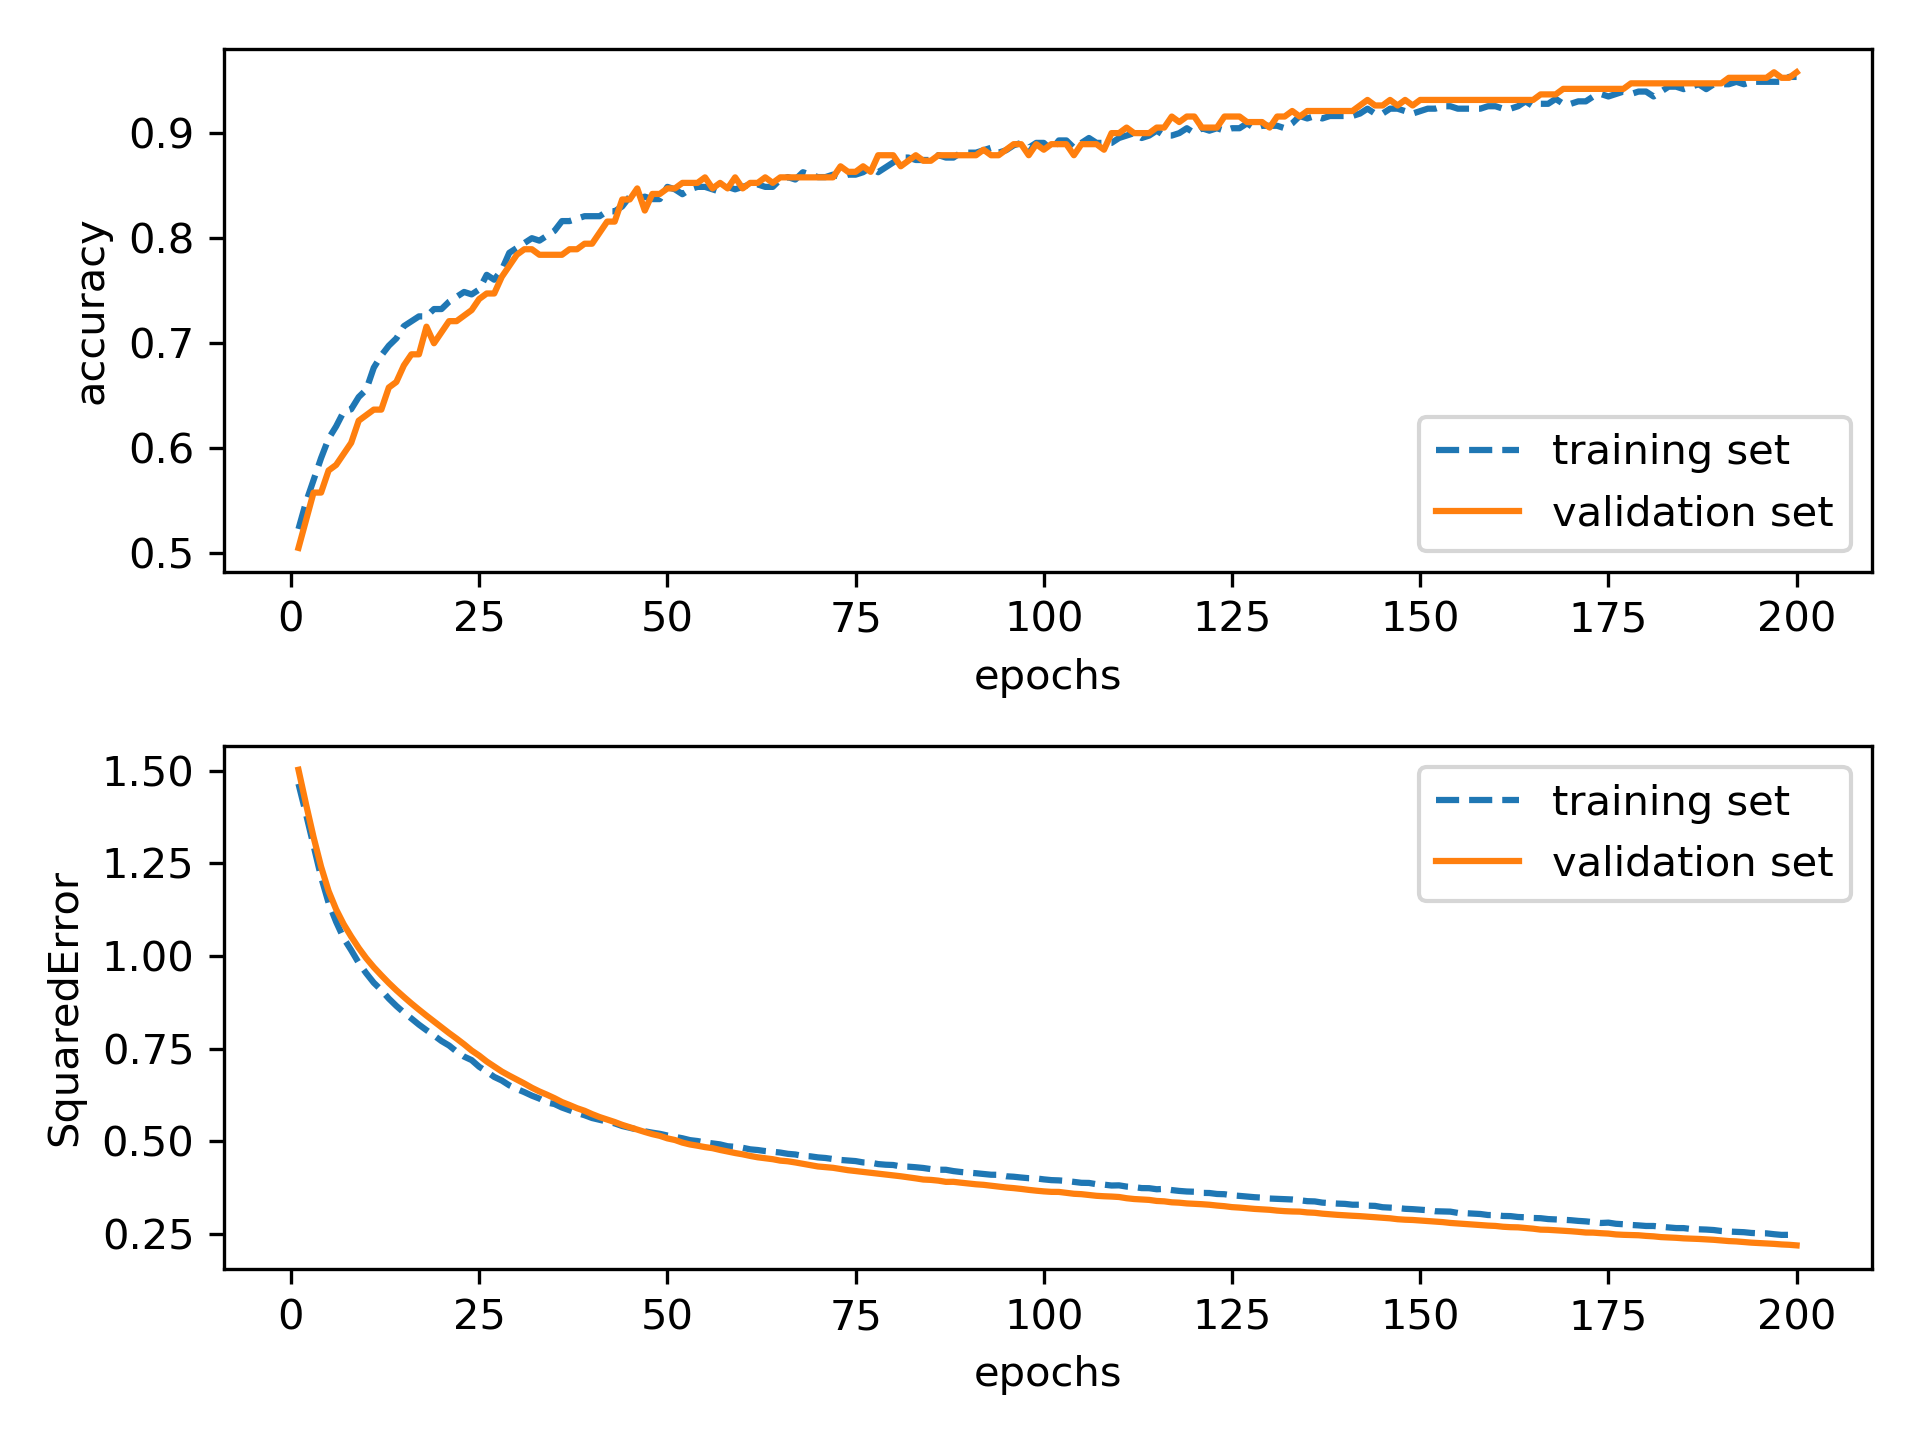 accuracy
0.9
0.8
0.7
0.6
0.5
training set
validation set
0 25 50 75 100 125 150 175 200
epochs
SquaredError
1.50
1.25
1.00
0.75
0.50
0.25
training set
validation set
0 25 50 75 100 125 150 175 200
epochs